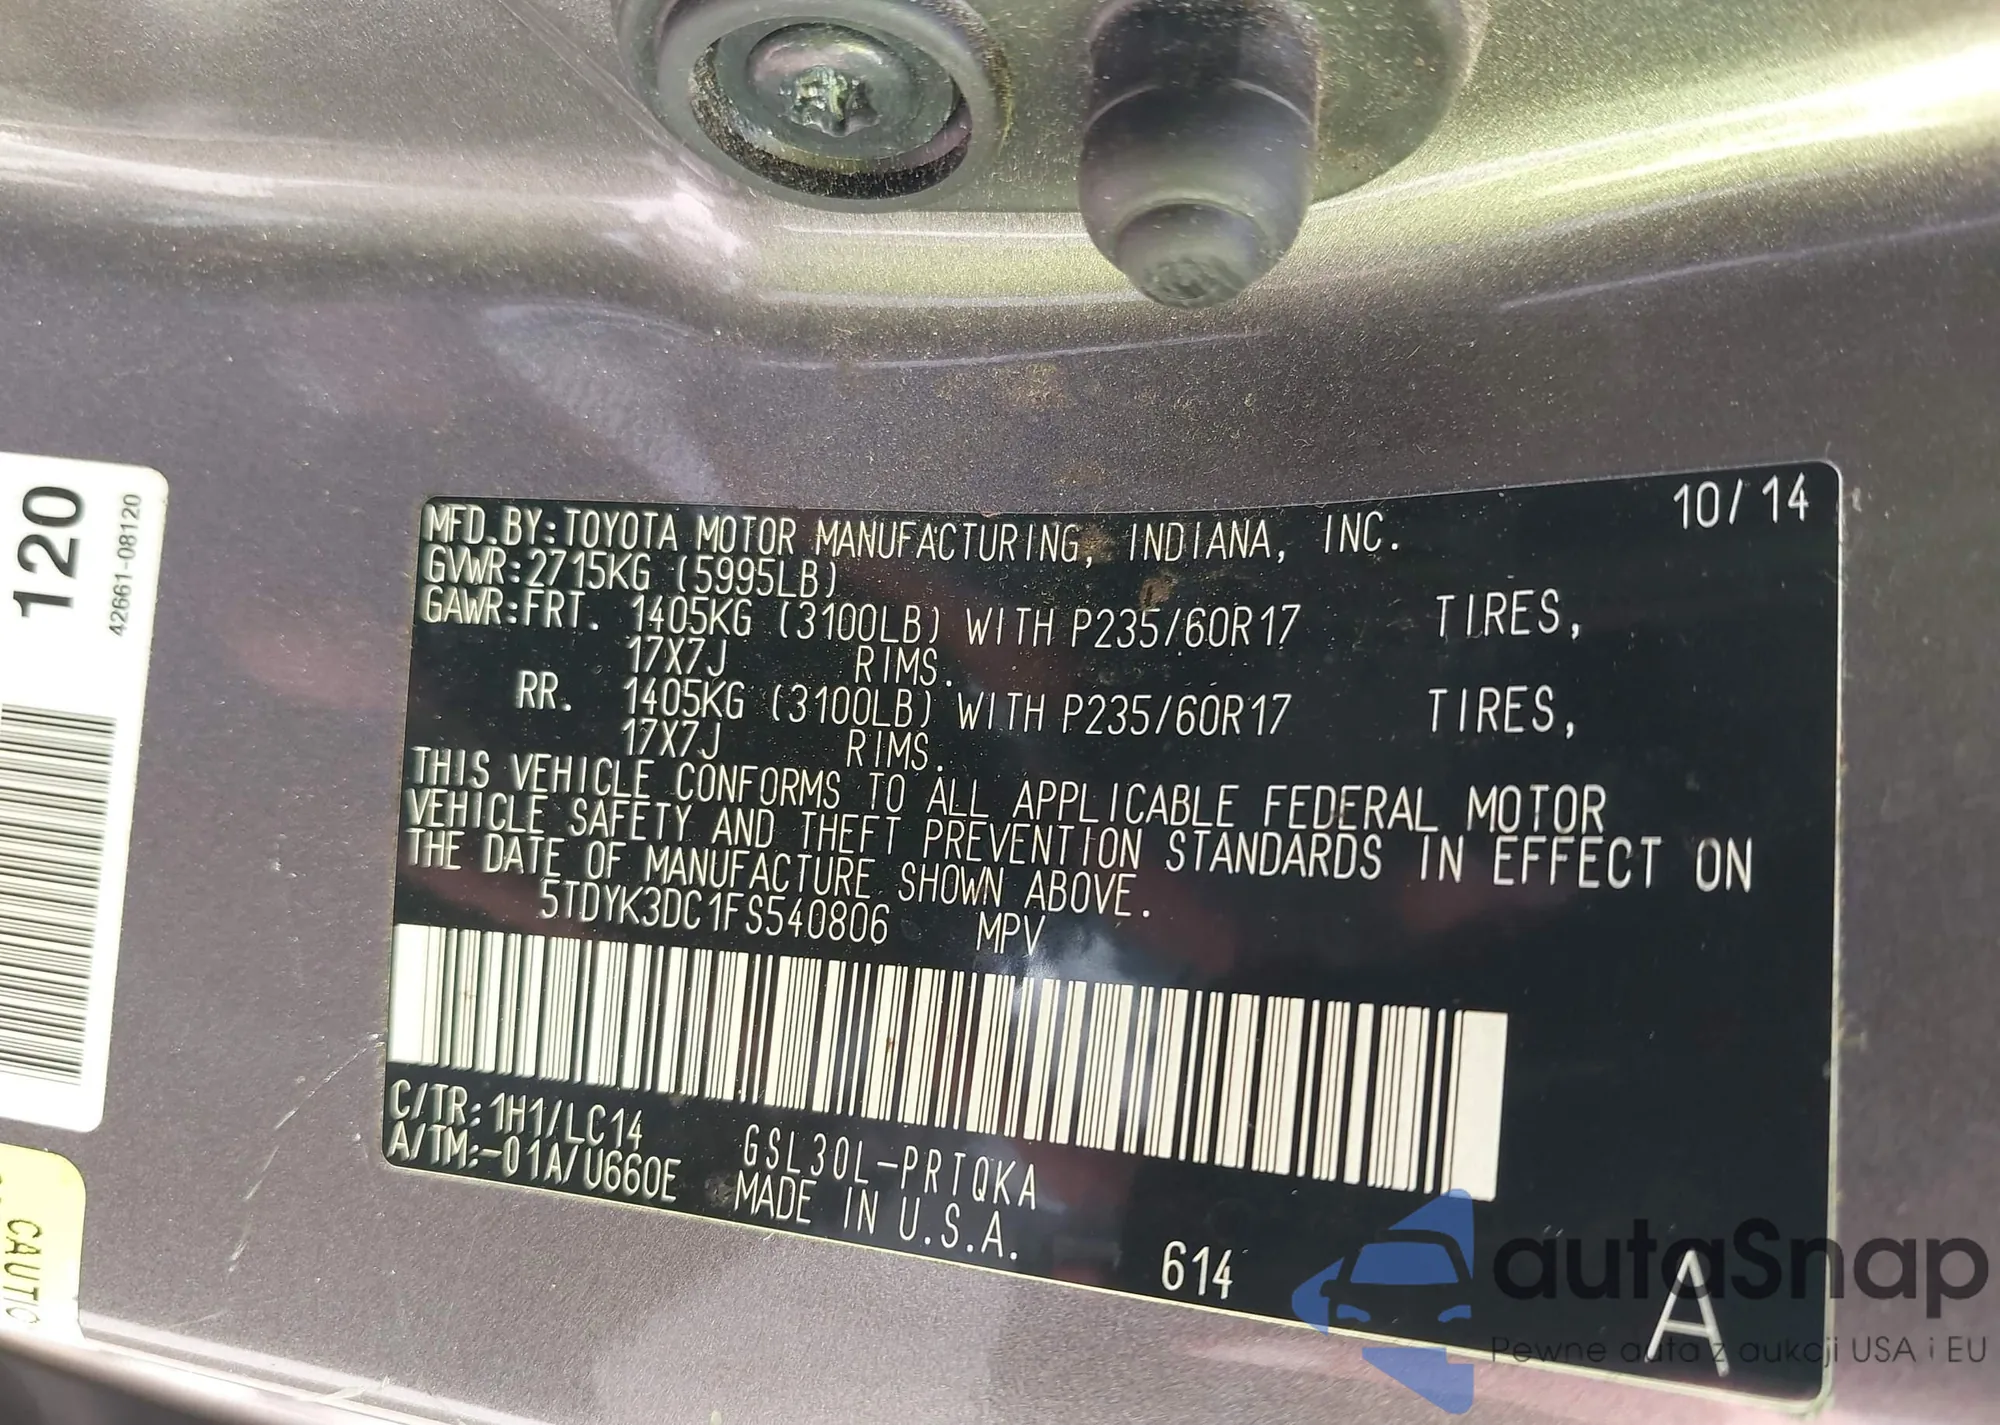 120
42661-08120
CAUTIO
10/14
MFD.BY:TOYOTA MOTOR MANUFACTURING, INDIANA, INC.
GVWR:2715KG (5995LB)
GAWR:FRT. 1405KG (3100LB) WITH P235/60R17 TIRES,
17X7J RIMS.
RR. 1405KG (3100LB) WITH P235/60R17 TIRES,
17X7J RIMS.
THIS VEHICLE CONFORMS TO ALL APPLICABLE FEDERAL MOTOR
VEHICLE SAFETY AND THEFT PREVENTION STANDARDS IN EFFECT ON
THE DATE OF MANUFACTURE SHOWN ABOVE.
5TDYK3DC1FS540806 MPV
C/TR:1H1/LC14
A/TM:-01A/U660E
GSL30L-PRTQKA
MADE IN U.S.A.
614
A
autaSnap
Pewne auta z aukcji USA i EU